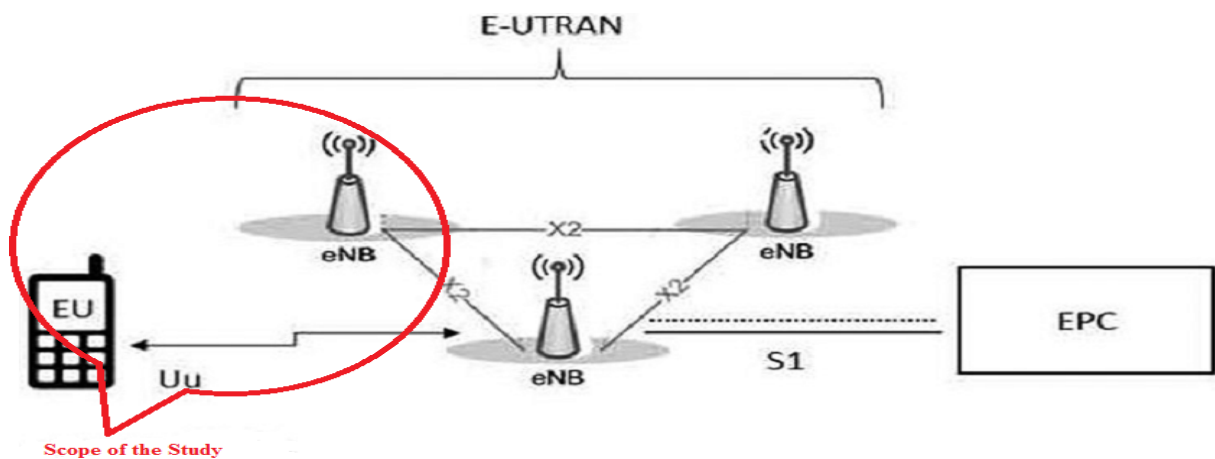 E-UTRAN
X2
eNB
eNB
X2
X2
EU
eNB
Uu
S1
EPC
Scope of the Study